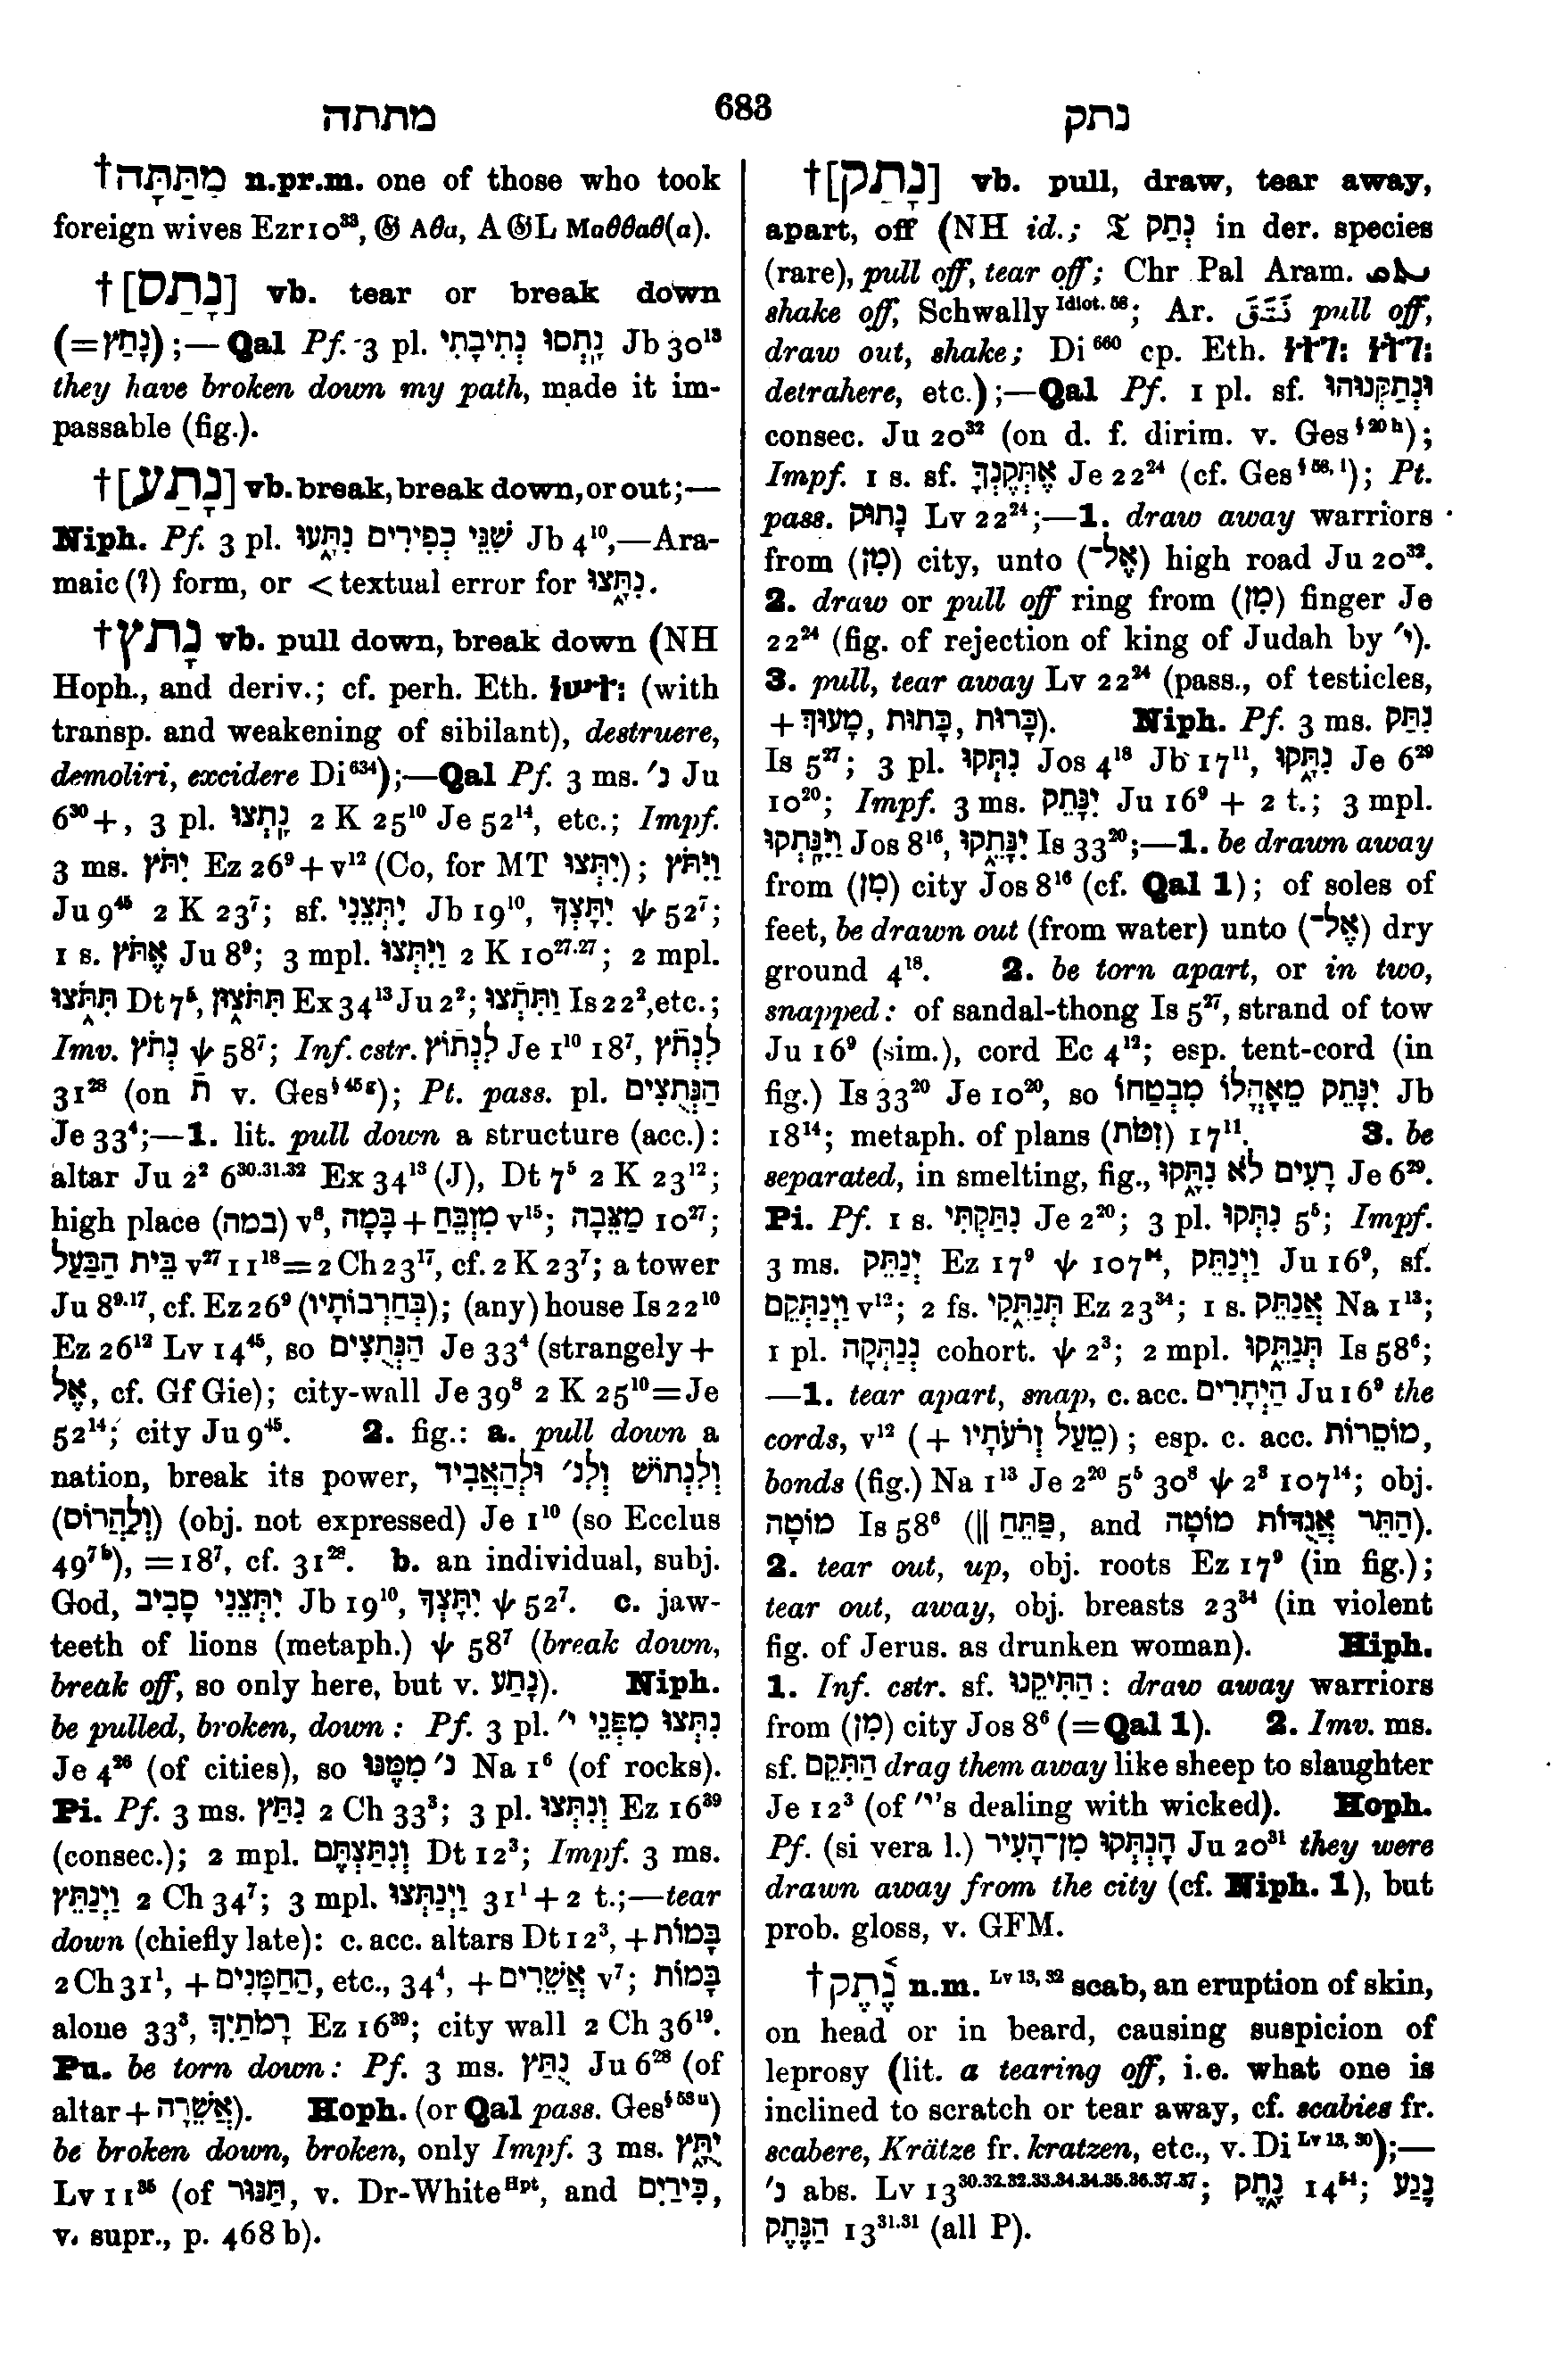 מתתה 683 נתק
†מַתַּתָּה n.pr.m. one of those who took
foreign wives Ezr 10³³, 𝔊 Αθα, A 𝔊L Μαθθαθ(α).
†[נָתַס] vb. tear or break down
(=נָתַץ);—Qal Pf. 3 pl. נָתְסוּ נְתִיבָתִי Jb 30¹³
they have broken down my path, made it im-
passable (fig.).
†[נָתַע] vb. break, break down, or out;—
Niph. Pf. 3 pl. שִׁנֵּי כְפִירִים נִתָּעוּ Jb 4¹⁰,—Ara-
maic (?) form, or < textual error for נִתָּצוּ.
†נָתַץ vb. pull down, break down (NH
Hoph., and deriv.; cf. perh. Eth. (with
transp. and weakening of sibilant), destruere,
demoliri, excidere Di⁶³⁴);—Qal Pf. 3 ms. נ׳ Ju
6³⁰+, 3 pl. נָתְצוּ 2 K 25¹⁰ Je 52¹⁴, etc.; Impf.
3 ms. יִתֹּץ Ez 26⁹ + v¹² (Co, for MT יִתְּצוּ); וַיִּתֹּץ
Ju 9⁴⁵ 2 K 23⁷; sf. יִתְּצֵנִי Jb 19¹⁰, יִתָּצְךָ ψ 52⁷;
1 s. אֶתֹּץ Ju 8⁹; 3 mpl. וַיִּתְּצוּ 2 K 10²⁷·²⁷; 2 mpl.
תִּתֹּצוּ Dt 7⁵, תִּתֹּצוּן Ex 34¹³ Ju 2²; וַתִּתְצוּ Is 22², etc.;
Imv. נְתֹץ ψ 58⁷; Inf. cstr. לִנְתוֹץ Je 1¹⁰ 18⁷, לִנְתֹץ
31²⁸ (on ת̄ v. Ges§⁴⁵ᵍ); Pt. pass. pl. הַנְּתֻצִים
Je 33⁴;—1. lit. pull down a structure (acc.):
altar Ju 2² 6³⁰·³¹·³² Ex 34¹³ (J), Dt 7⁵ 2 K 23¹²;
high place (במה) v⁸, מִזְבֵּחַ + בָּמָה v¹⁵; מַצֵּבָה 10²⁷;
בֵּית הַבַּעַל v²⁷ 11¹⁸ = 2 Ch 23¹⁷, cf. 2 K 23⁷; a tower
Ju 8⁹·¹⁷, cf. Ez 26⁹ (בְּחַרְבוֹתָיו); (any) house Is 22¹⁰
Ez 26¹² Lv 14⁴⁵, so הַנְּתֻצִים Je 33⁴ (strangely +
אֶל, cf. Gf Gie); city-wall Je 39⁸ 2 K 25¹⁰ = Je
52¹⁴; city Ju 9⁴⁵. 2. fig.: a. pull down a
nation, break its power, לִנְתוֹשׁ וְלִנ׳ וּלְהַאֲבִיד
(וְלַהֲרוֹס) (obj. not expressed) Je 1¹⁰ (so Ecclus
49⁷ᵇ), = 18⁷, cf. 31²⁸. b. an individual, subj.
God, יִתְּצֵנִי סָבִיב Jb 19¹⁰, יִתָּצְךָ ψ 52⁷. c. jaw-
teeth of lions (metaph.) ψ 58⁷ (break down,
break off, so only here, but v. נָתַע). Niph.
be pulled, broken, down: Pf. 3 pl. נִתְּצוּ מִפְּנֵי י׳
Je 4²⁶ (of cities), so נ׳ מִמֶּנּוּ Na 1⁶ (of rocks).
Pi. Pf. 3 ms. נִתַּץ 2 Ch 33³; 3 pl. וְנִתְּצוּ Ez 16³⁹
(consec.); 2 mpl. וְנִתַּצְתֶּם Dt 12³; Impf. 3 ms.
וַיְנַתֵּץ 2 Ch 34⁷; 3 mpl. וַיְנַתְּצוּ 31¹ + 2 t.;—tear
down (chiefly late): c. acc. altars Dt 12³, + בָּמוֹת
2 Ch 31¹, + הַחַמָּנִים, etc., 34⁴, + אֲשֵׁרִים v⁷; בָּמוֹת
alone 33³, רָמֹתַיִךְ Ez 16³⁹; city wall 2 Ch 36¹⁹.
Pu. be torn down: Pf. 3 ms. נֻתַּץ Ju 6²⁸ (of
altar + אֲשֵׁרָה). Hoph. (or Qal pass. Ges§⁵³ᵘ)
be broken down, broken, only Impf. 3 ms. יֻתָּץ
Lv 11³⁵ (of תַּנּוּר, v. Dr-Whiteᴴᵖᵗ, and כִּירַיִם,
v. supr., p. 468 b).
†[נָתַק] vb. pull, draw, tear away,
apart, off (NH id.; 𝔗 נְתַק in der. species
(rare), pull off, tear off; Chr Pal Aram. ܢܬܩ
shake off, Schwally Idiot. 58; Ar. نَتَقَ pull off,
draw out, shake; Di⁶⁶⁰ cp. Eth.
detrahere, etc.);—Qal Pf. 1 pl. sf. וּנְתַקְּנוּהוּ
consec. Ju 20³² (on d. f. dirim. v. Ges§²⁰ʰ);
Impf. 1 s. sf. אֶתְּקֶנְךָּ Je 22²⁴ (cf. Ges§⁵⁸,¹); Pt.
pass. נָתוּק Lv 22²⁴;—1. draw away warriors
from (מִן) city, unto (אֶל־) high road Ju 20³².
2. draw or pull off ring from (מִן) finger Je
22²⁴ (fig. of rejection of king of Judah by י׳).
3. pull, tear away Lv 22²⁴ (pass., of testicles,
+ מָעוּךְ, כָּתוּת, כָּרוּת). Niph. Pf. 3 ms. נִתַּק
Is 5²⁷; 3 pl. נִתְּקוּ Jos 4¹⁸ Jb 17¹¹, נִתָּקוּ Je 6²⁹
10²⁰; Impf. 3 ms. יִנָּתֵק Ju 16⁹ + 2 t.; 3 mpl.
וַיִּנָּתְקוּ Jos 8¹⁶, יִנָּתֵקוּ Is 33²⁰;—1. be drawn away
from (מִן) city Jos 8¹⁶ (cf. Qal 1); of soles of
feet, be drawn out (from water) unto (אֶל־) dry
ground 4¹⁸. 2. be torn apart, or in two,
snapped: of sandal-thong Is 5²⁷, strand of tow
Ju 16⁹ (sim.), cord Ec 4¹²; esp. tent-cord (in
fig.) Is 33²⁰ Je 10²⁰, so יִנָּתֵק מֵאָהֳלוֹ מִבְטַחוֹ Jb
18¹⁴; metaph. of plans (זִמֹּת) 17¹¹. 3. be
separated, in smelting, fig., רָעִים לֹא נִתָּקוּ Je 6²⁹.
Pi. Pf. 1 s. נִתַּקְתִּי Je 2²⁰; 3 pl. נִתְּקוּ 5⁵; Impf.
3 ms. יְנַתֵּק Ez 17⁹ ψ 107¹⁴, וַיְנַתֵּק Ju 16⁹, sf.
וַיְנַתְּקֵם v¹²; 2 fs. תְּנַתֵּקִי Ez 23³⁴; 1 s. אֲנַתֵּק Na 1¹³;
1 pl. נְנַתְּקָה cohort. ψ 2³; 2 mpl. תְּנַתֵּקוּ Is 58⁶;
—1. tear apart, snap, c. acc. הַיְתָרִים Ju 16⁹ the
cords, v¹² (+ מֵעַל זְרֹעֹתָיו); esp. c. acc. מוֹסֵרוֹת,
bonds (fig.) Na 1¹³ Je 2²⁰ 5⁵ 30⁸ ψ 2³ 107¹⁴; obj.
מוֹטָה Is 58⁶ (‖ פַּתֵּחַ, and הַתֵּר אֲגֻדּוֹת מוֹטָה).
2. tear out, up, obj. roots Ez 17⁹ (in fig.);
tear out, away, obj. breasts 23³⁴ (in violent
fig. of Jerus. as drunken woman). Hiph.
1. Inf. cstr. sf. הַתִּיקֵנוּ: draw away warriors
from (מִן) city Jos 8⁶ (=Qal 1). 2. Imv. ms.
sf. הַתִּקֵם drag them away like sheep to slaughter
Je 12³ (of י׳'s dealing with wicked). Hoph.
Pf. (si vera l.) הָנְתְּקוּ מִן־הָעִיר Ju 20³¹ they were
drawn away from the city (cf. Niph. 1), but
prob. gloss, v. GFM.
†נֶ֫תֶק n.m. Lv 13, 32 scab, an eruption of skin,
on head or in beard, causing suspicion of
leprosy (lit. a tearing off, i.e. what one is
inclined to scratch or tear away, cf. scabies fr.
scabere, Krätze fr. kratzen, etc., v. Di Lv 13, 30);—
נ׳ abs. Lv 13³⁰·³²·³²·³³·³⁴·³⁴·³⁵·³⁶·³⁷·³⁷; נָתֶק 14⁵⁴; נֶגַע
הַנֶּתֶק 13³¹·³¹ (all P).